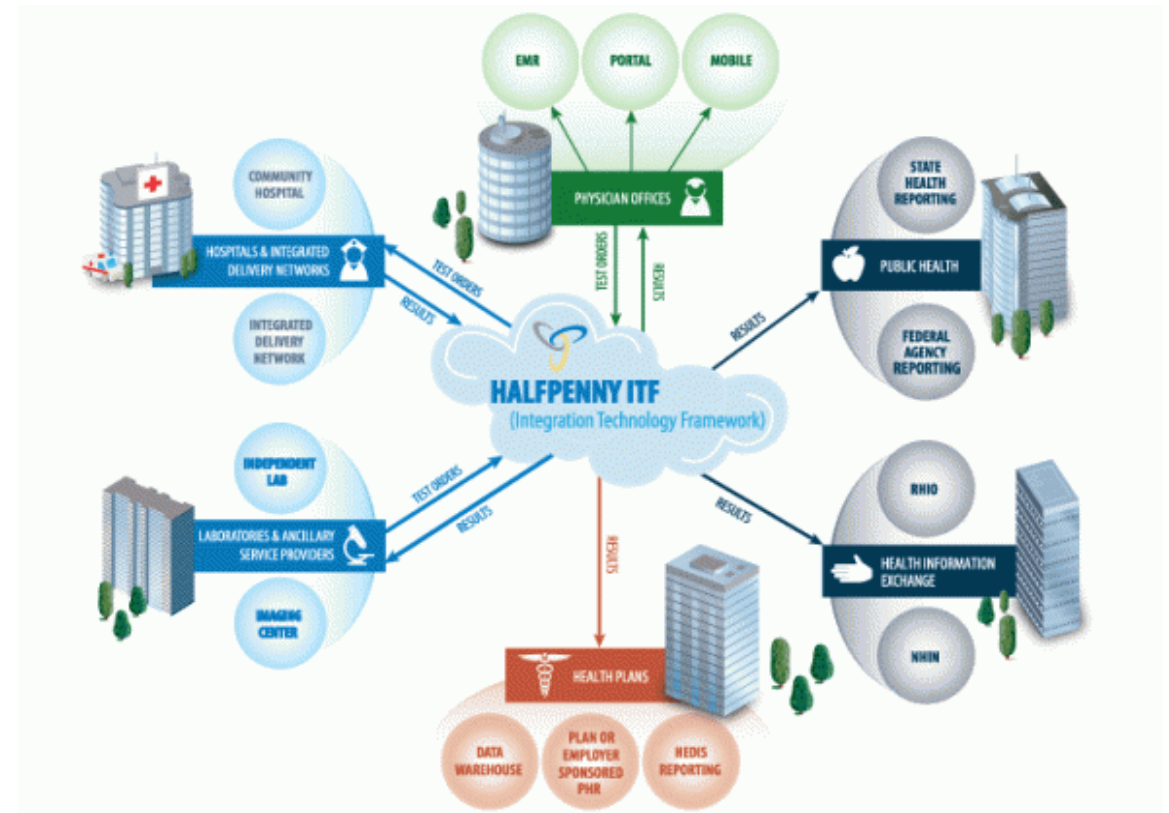 EMR
PORTAL
MOBILE
PHYSICIAN OFFICES
COMMUNITY
HOSPITAL
HOSPITALS & INTEGRATED
DELIVERY NETWORKS
INTEGRATED
DELIVERY
NETWORK
TEST ORDERS
RESULTS
TEST ORDERS
RESULTS
STATE
HEALTH
REPORTING
PUBLIC HEALTH
FEDERAL
AGENCY
REPORTING
RESULTS
HALFPENNY ITF
(Integration Technology Framework)
INDEPENDENT
LAB
LABORATORIES & ANCILLARY
SERVICE PROVIDERS
IMAGING
CENTER
TEST ORDERS
RESULTS
RESULTS
RESULTS
RHIO
HEALTH INFORMATION
EXCHANGE
NHIN
HEALTH PLANS
DATA
WAREHOUSE
PLAN OR
EMPLOYER
SPONSORED
PHR
HEDIS
REPORTING